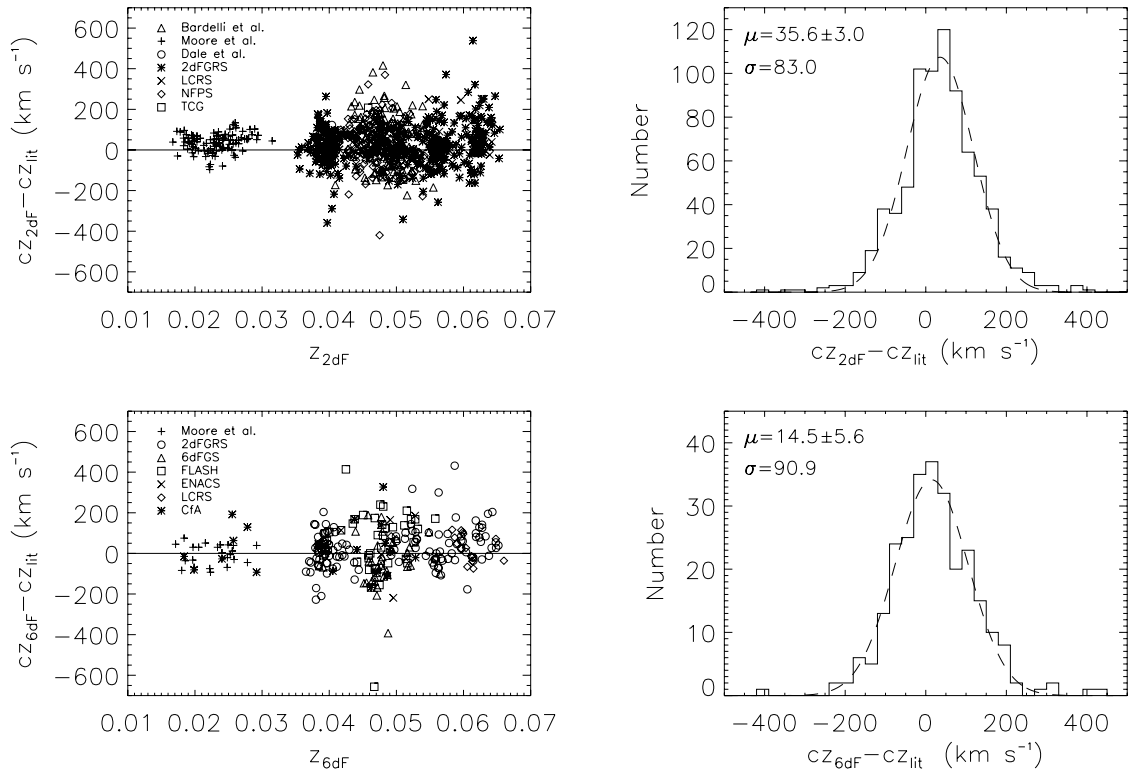 600
400
200
0
−200
−400
−600
cz2dF−czlit (km s−1)
△ Bardelli et al.
+ Moore et al.
○ Dale et al.
✳ 2dFGRS
× LCRS
◇ NFPS
□ TCG
0.01 0.02 0.03 0.04 0.05 0.06 0.07
z2dF
120
100
80
60
40
20
0
Number
μ=35.6±3.0
σ=83.0
−400 −200 0 200 400
cz2dF−czlit (km s−1)
600
400
200
0
−200
−400
−600
cz6dF−czlit (km s−1)
+ Moore et al.
○ 2dFGRS
△ 6dFGS
□ FLASH
× ENACS
◇ LCRS
✳ CfA
0.01 0.02 0.03 0.04 0.05 0.06 0.07
z6dF
40
30
20
10
0
Number
μ=14.5±5.6
σ=90.9
−400 −200 0 200 400
cz6dF−czlit (km s−1)